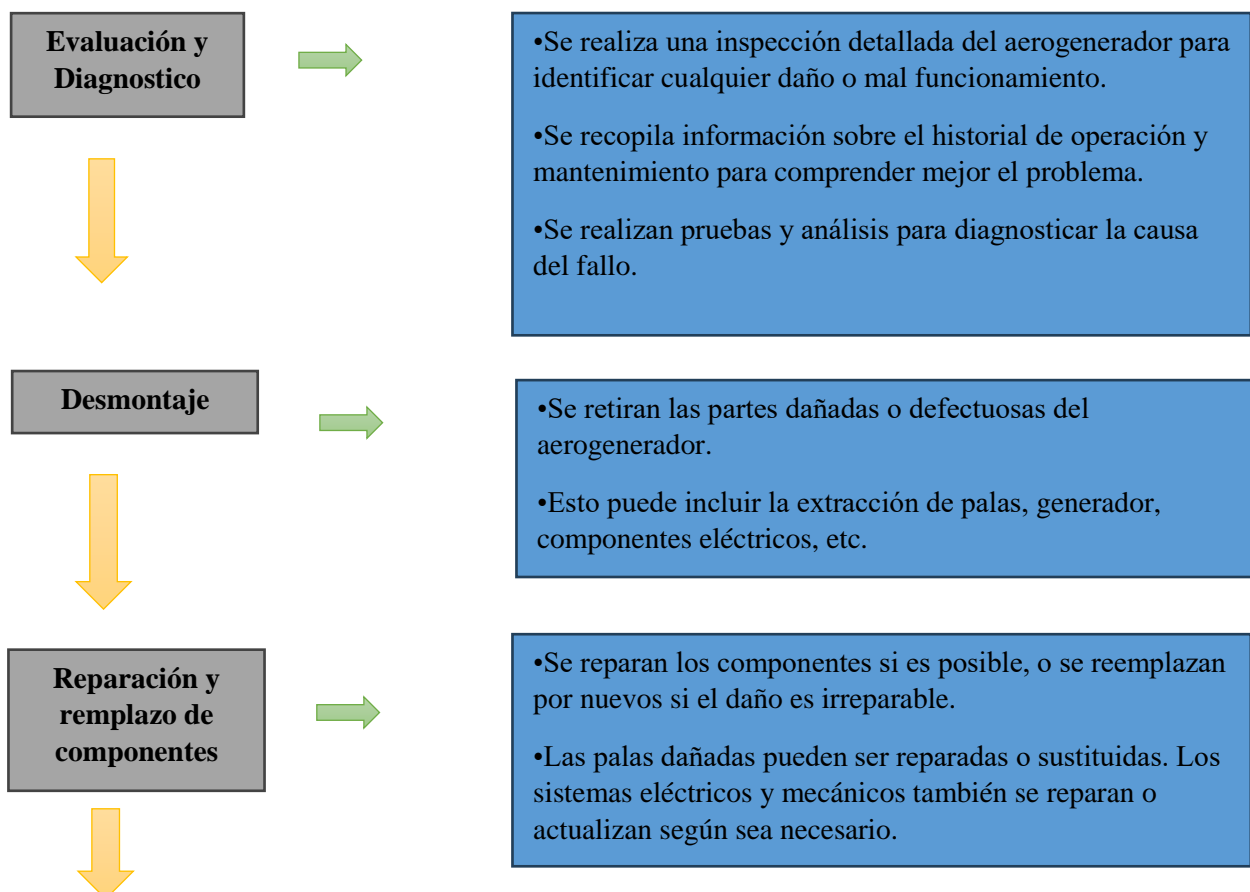 Evaluación y
Diagnostico
•Se realiza una inspección detallada del aerogenerador para
identificar cualquier daño o mal funcionamiento.
•Se recopila información sobre el historial de operación y
mantenimiento para comprender mejor el problema.
•Se realizan pruebas y análisis para diagnosticar la causa
del fallo.
Desmontaje
•Se retiran las partes dañadas o defectuosas del
aerogenerador.
•Esto puede incluir la extracción de palas, generador,
componentes eléctricos, etc.
Reparación y
remplazo de
componentes
•Se reparan los componentes si es posible, o se reemplazan
por nuevos si el daño es irreparable.
•Las palas dañadas pueden ser reparadas o sustituidas. Los
sistemas eléctricos y mecánicos también se reparan o
actualizan según sea necesario.